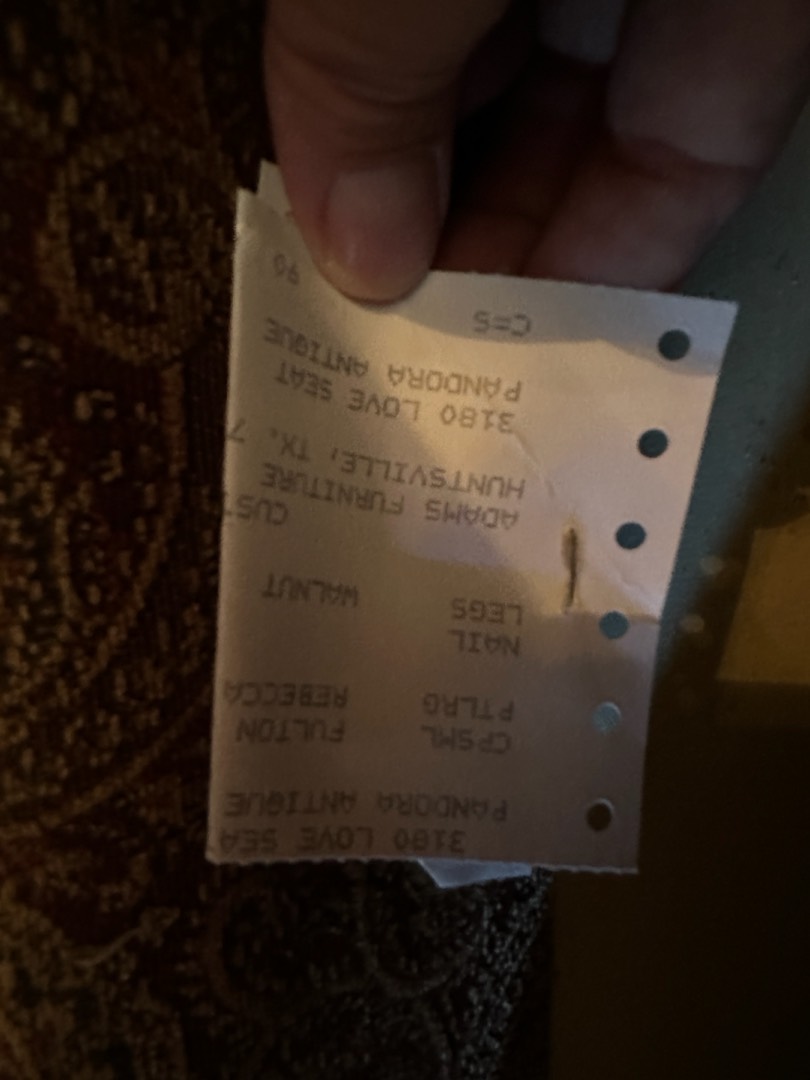 3180 LOVE SEA
PANDORA ANTIQUE
CPSML FULTON
PTLRG REBECCA
NAIL
LEGS WALNUT
ADAMS FURNITURE CUST
HUNTSVILLE, TX, 7
3180 LOVE SEAT
PANDORA ANTIQUE
C=S